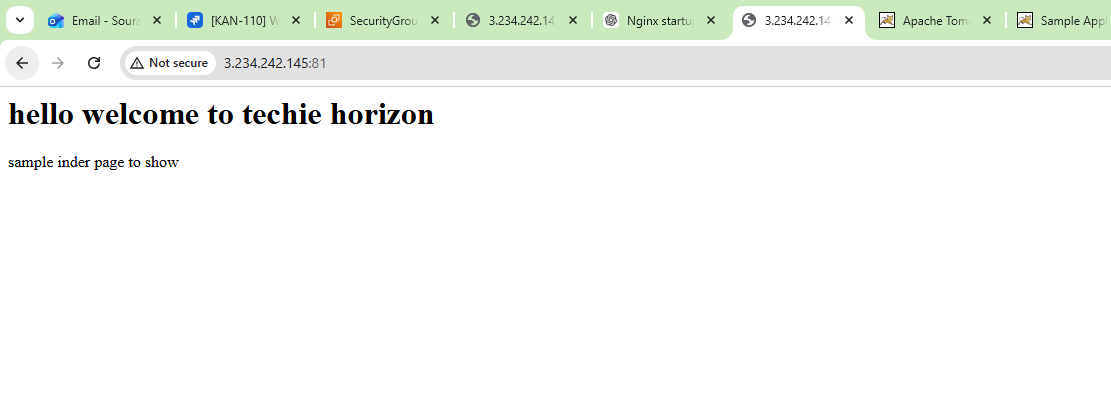 Email - Sour
[KAN-110] W
SecurityGrou
3.234.242.14
Nginx startu
3.234.242.14
Apache Tom
Sample App
Not secure
3.234.242.145:81
hello welcome to techie horizon
sample inder page to show